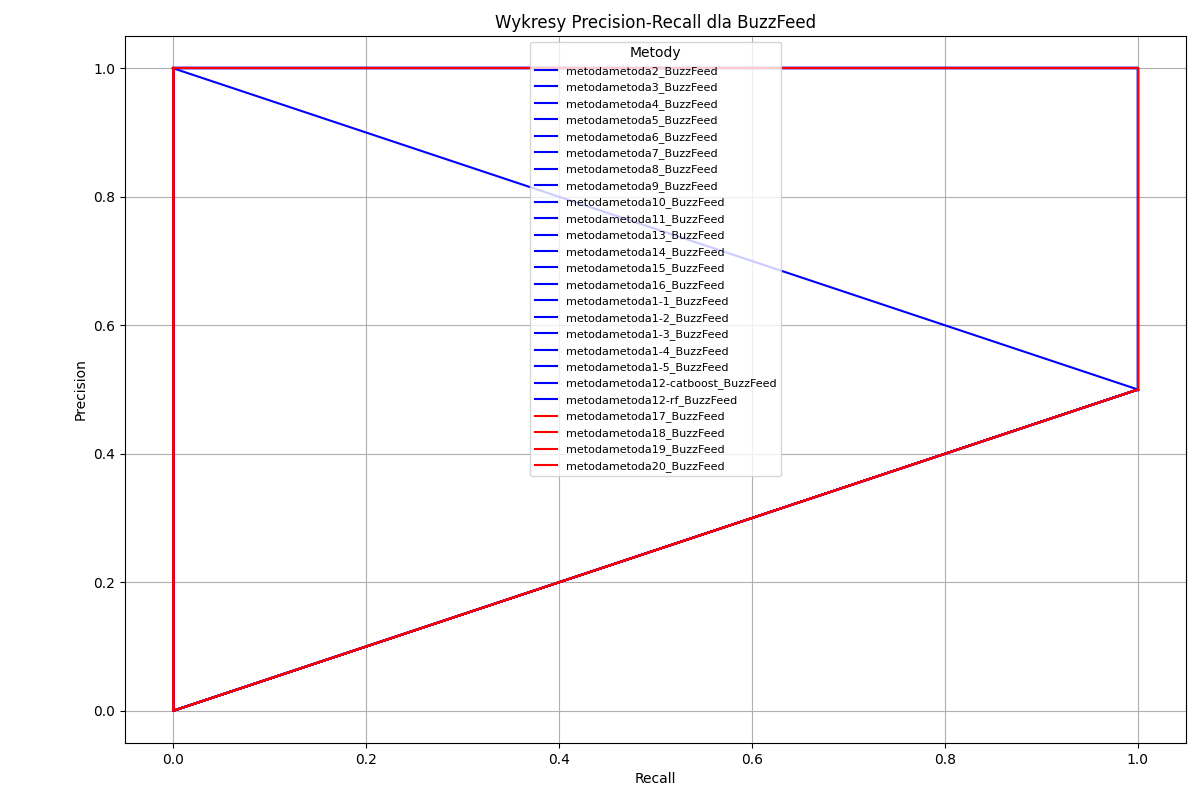 Wykresy Precision-Recall dla BuzzFeed
Metody
metodametoda2_BuzzFeed
metodametoda3_BuzzFeed
metodametoda4_BuzzFeed
metodametoda5_BuzzFeed
metodametoda6_BuzzFeed
metodametoda7_BuzzFeed
metodametoda8_BuzzFeed
metodametoda9_BuzzFeed
metodametoda10_BuzzFeed
metodametoda11_BuzzFeed
metodametoda13_BuzzFeed
metodametoda14_BuzzFeed
metodametoda15_BuzzFeed
metodametoda16_BuzzFeed
metodametoda1-1_BuzzFeed
metodametoda1-2_BuzzFeed
metodametoda1-3_BuzzFeed
metodametoda1-4_BuzzFeed
metodametoda1-5_BuzzFeed
metodametoda12-catboost_BuzzFeed
metodametoda12-rf_BuzzFeed
metodametoda17_BuzzFeed
metodametoda18_BuzzFeed
metodametoda19_BuzzFeed
metodametoda20_BuzzFeed
Precision
1.0
0.8
0.6
0.4
0.2
0.0
0.0 0.2 0.4 0.6 0.8 1.0
Recall